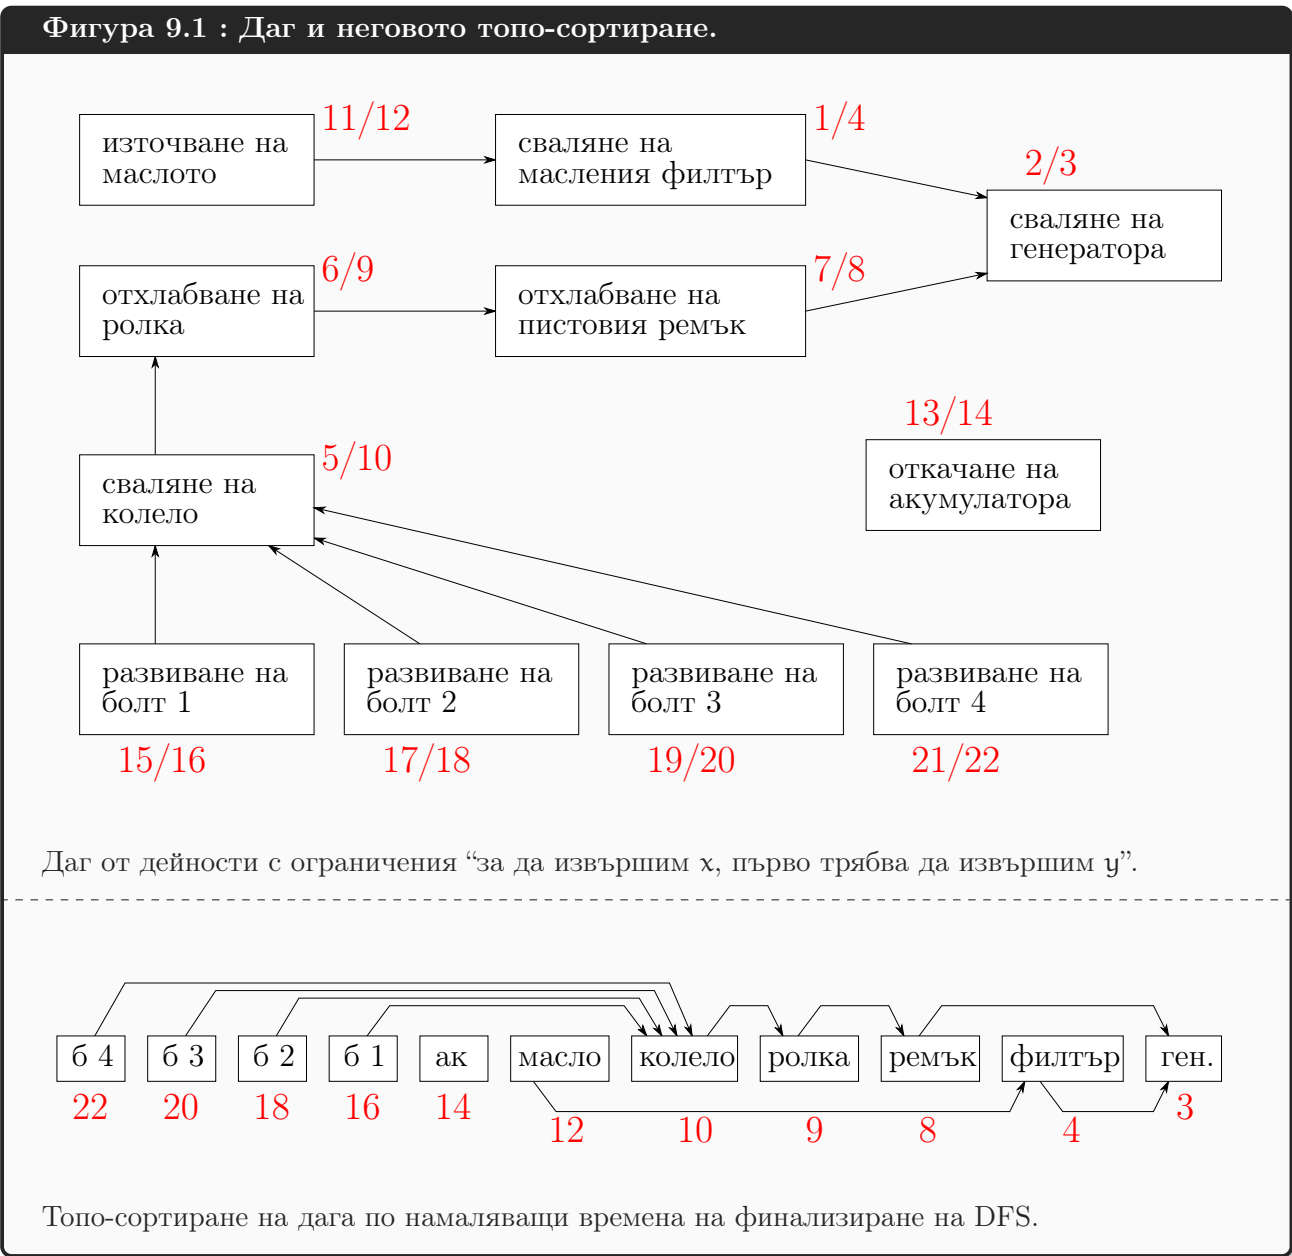 Фигура 9.1 : Даг и неговото топо-сортиране.
източване на
маслото
11/12
сваляне на
масления филтър
1/4
2/3
сваляне на
генератора
отхлабване на
ролка
6/9
отхлабване на
пистовия ремък
7/8
сваляне на
колело
5/10
13/14
откачане на
акумулатора
развиване на
болт 1
15/16
развиване на
болт 2
17/18
развиване на
болт 3
19/20
развиване на
болт 4
21/22
Даг от дейности с ограничения “за да извършим x, първо трябва да извършим y”.
б 4 б 3 б 2 б 1 ак масло колело ролка ремък филтър ген.
22 20 18 16 14 12 10 9 8 4 3
Топо-сортиране на дага по намаляващи времена на финализиране на DFS.